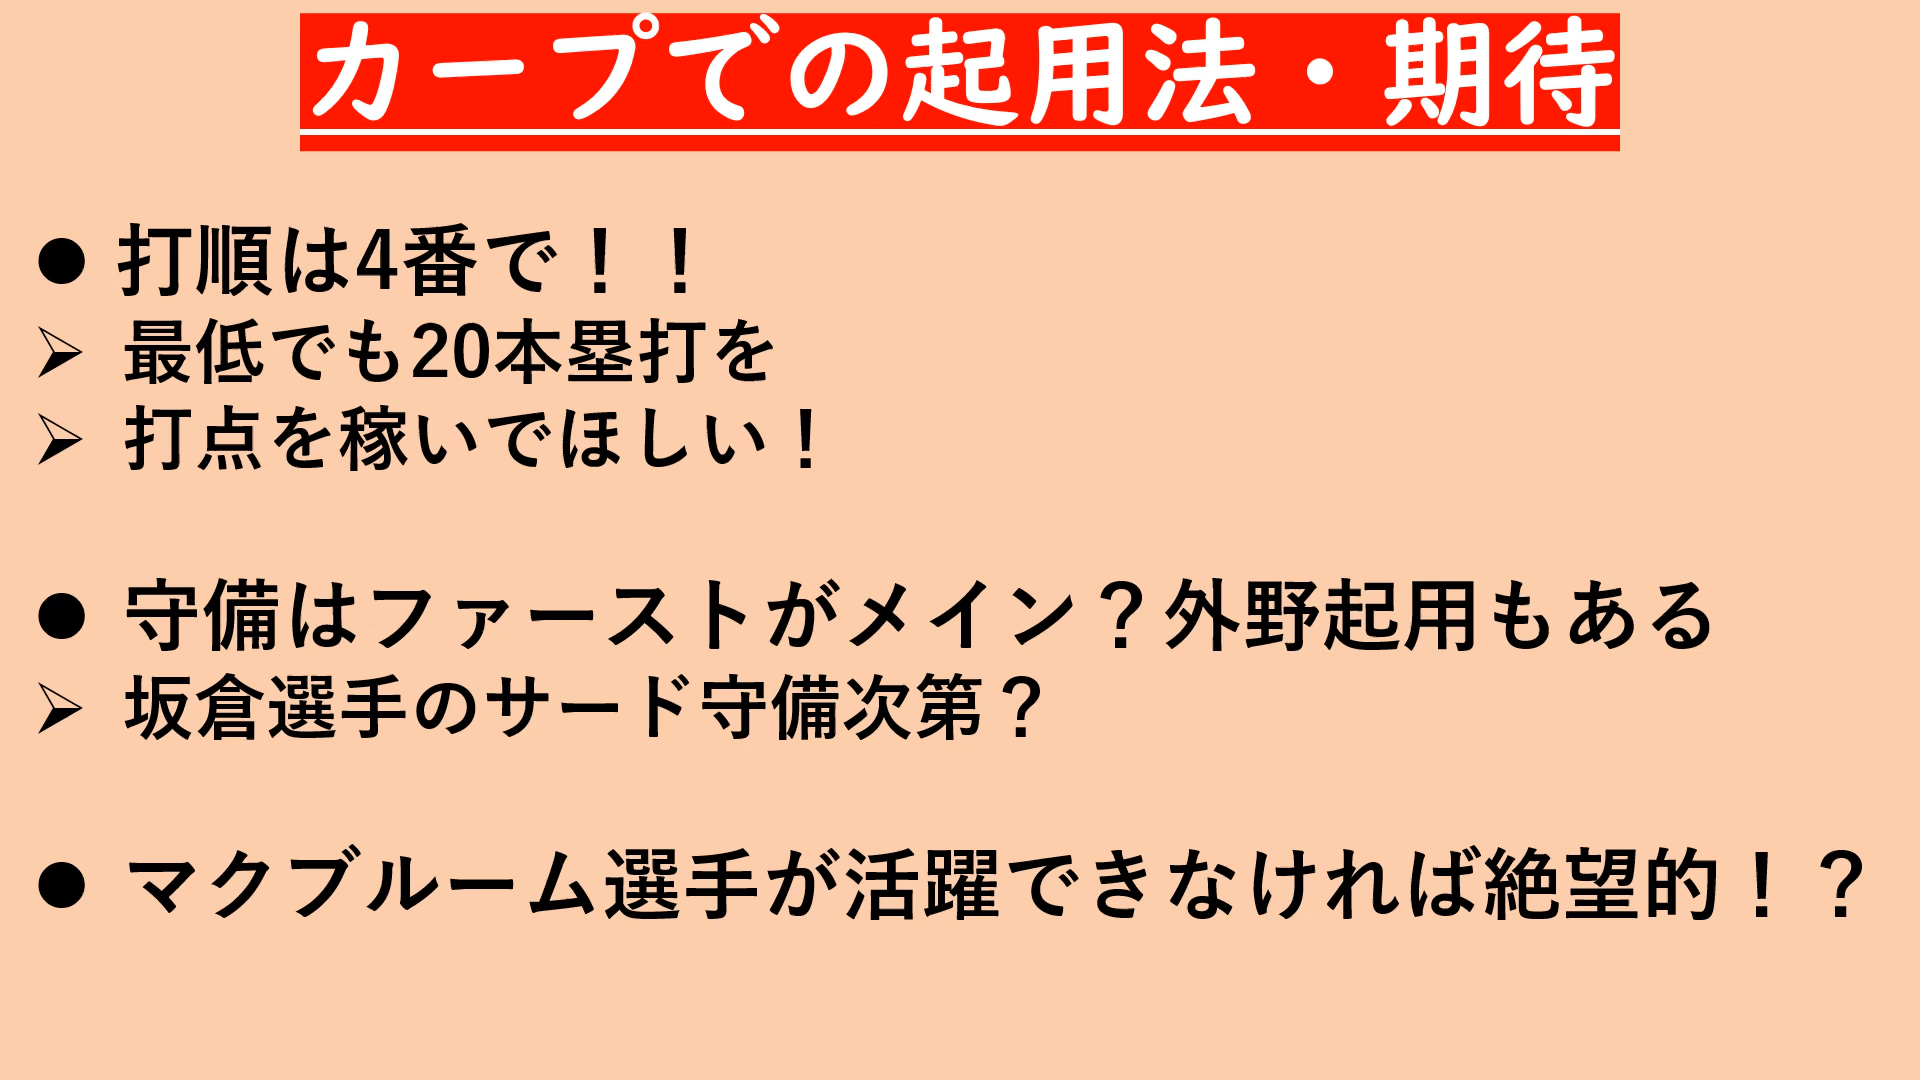 カープでの起用法・期待
● 打順は4番で！！
➢ 最低でも20本塁打を
➢ 打点を稼いでほしい！
● 守備はファーストがメイン？外野起用もある
➢ 坂倉選手のサード守備次第？
● マクブルーム選手が活躍できなければ絶望的！？